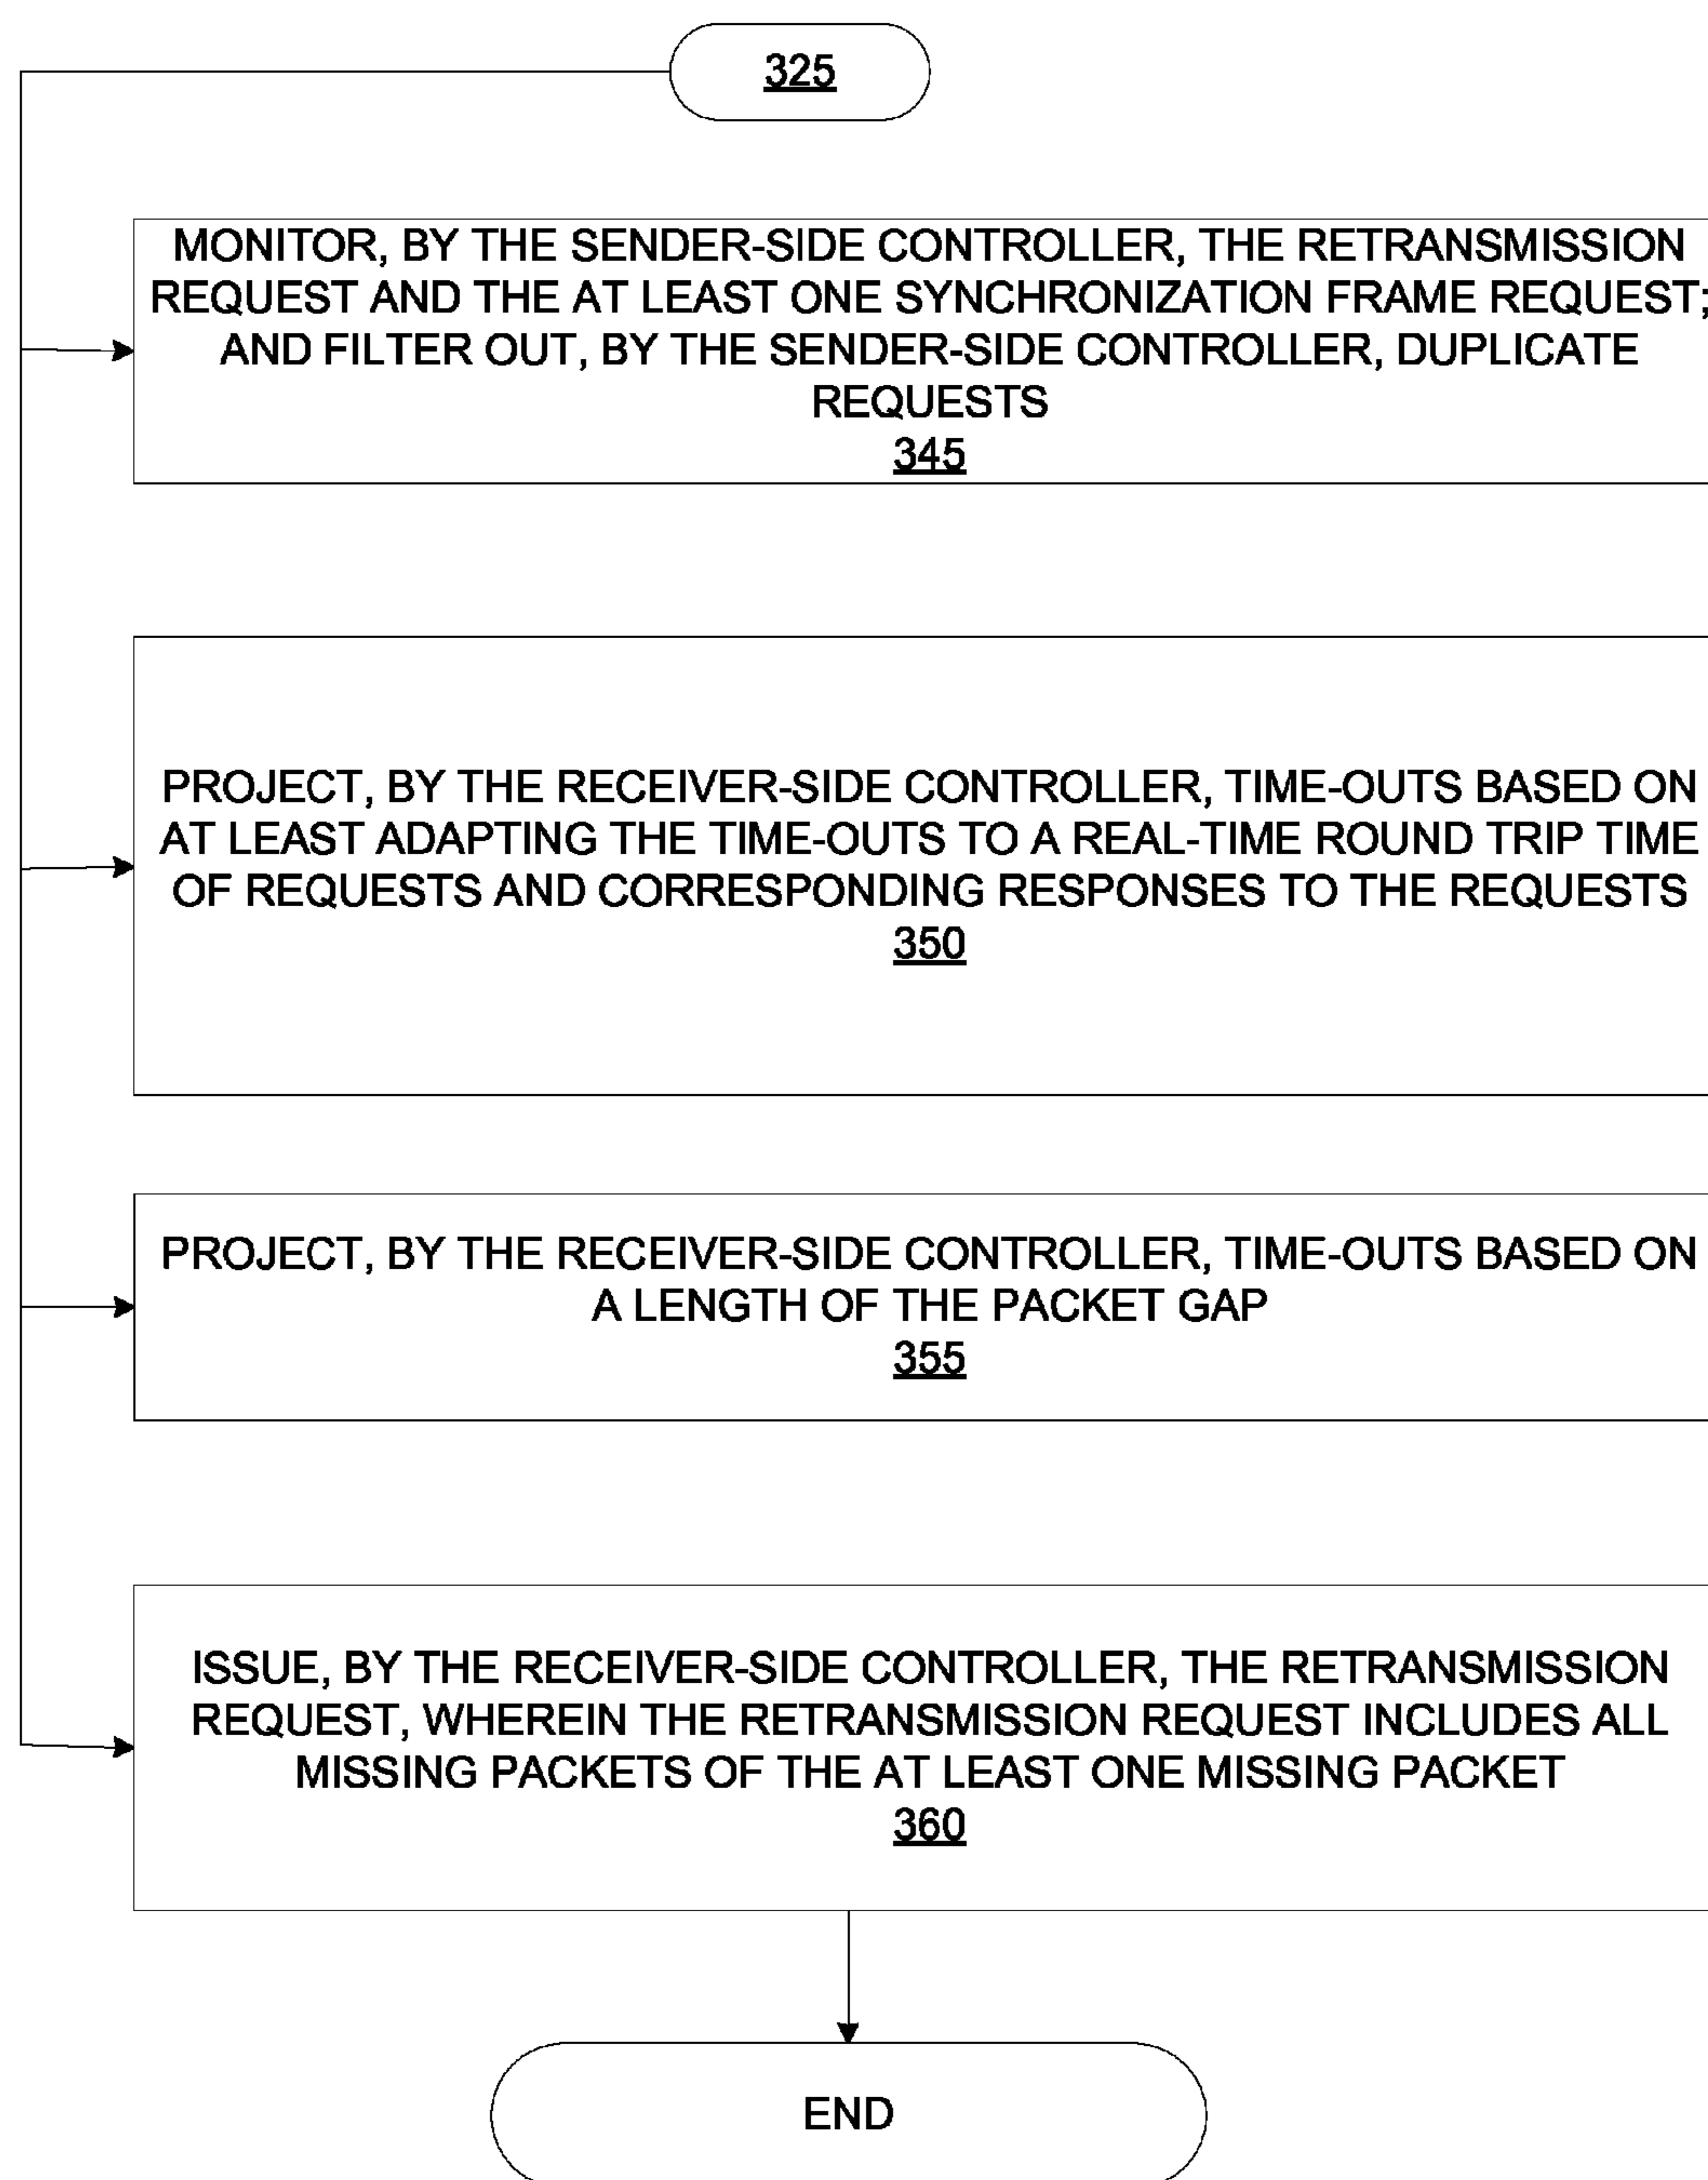 325
MONITOR, BY THE SENDER-SIDE CONTROLLER, THE RETRANSMISSION
REQUEST AND THE AT LEAST ONE SYNCHRONIZATION FRAME REQUEST;
AND FILTER OUT, BY THE SENDER-SIDE CONTROLLER, DUPLICATE
REQUESTS
345
PROJECT, BY THE RECEIVER-SIDE CONTROLLER, TIME-OUTS BASED ON
AT LEAST ADAPTING THE TIME-OUTS TO A REAL-TIME ROUND TRIP TIME
OF REQUESTS AND CORRESPONDING RESPONSES TO THE REQUESTS
350
PROJECT, BY THE RECEIVER-SIDE CONTROLLER, TIME-OUTS BASED ON
A LENGTH OF THE PACKET GAP
355
ISSUE, BY THE RECEIVER-SIDE CONTROLLER, THE RETRANSMISSION
REQUEST, WHEREIN THE RETRANSMISSION REQUEST INCLUDES ALL
MISSING PACKETS OF THE AT LEAST ONE MISSING PACKET
360
END